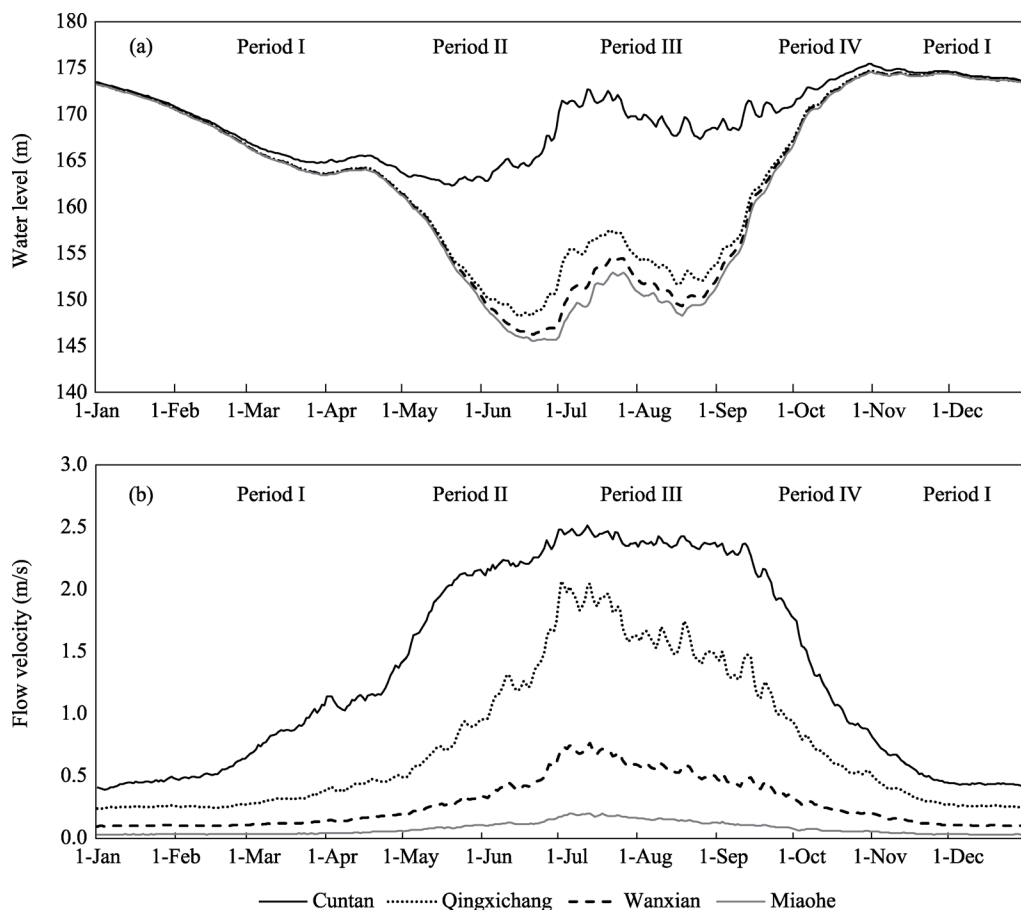 180
(a) Period I Period II Period III Period IV Period I
175
170
165
160
155
150
145
140
Water level (m)
1-Jan 1-Feb 1-Mar 1-Apr 1-May 1-Jun 1-Jul 1-Aug 1-Sep 1-Oct 1-Nov 1-Dec
3.0
(b) Period I Period II Period III Period IV Period I
2.5
2.0
1.5
1.0
0.5
0.0
Flow velocity (m/s)
1-Jan 1-Feb 1-Mar 1-Apr 1-May 1-Jun 1-Jul 1-Aug 1-Sep 1-Oct 1-Nov 1-Dec
Cuntan Qingxichang Wanxian Miaohe